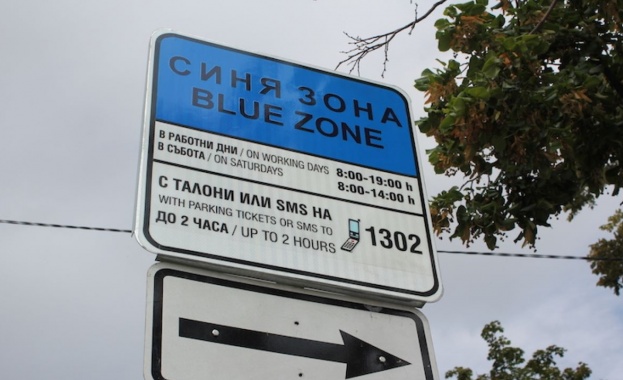 СИНЯ ЗОНА
BLUE ZONE
В РАБОТНИ ДНИ / ON WORKING DAYS 8:00-19:00 h
В СЪБОТА / ON SATURDAYS 8:00-14:00 h
С ТАЛОНИ ИЛИ SMS НА
WITH PARKING TICKETS OR SMS TO 1302
ДО 2 ЧАСА / UP TO 2 HOURS